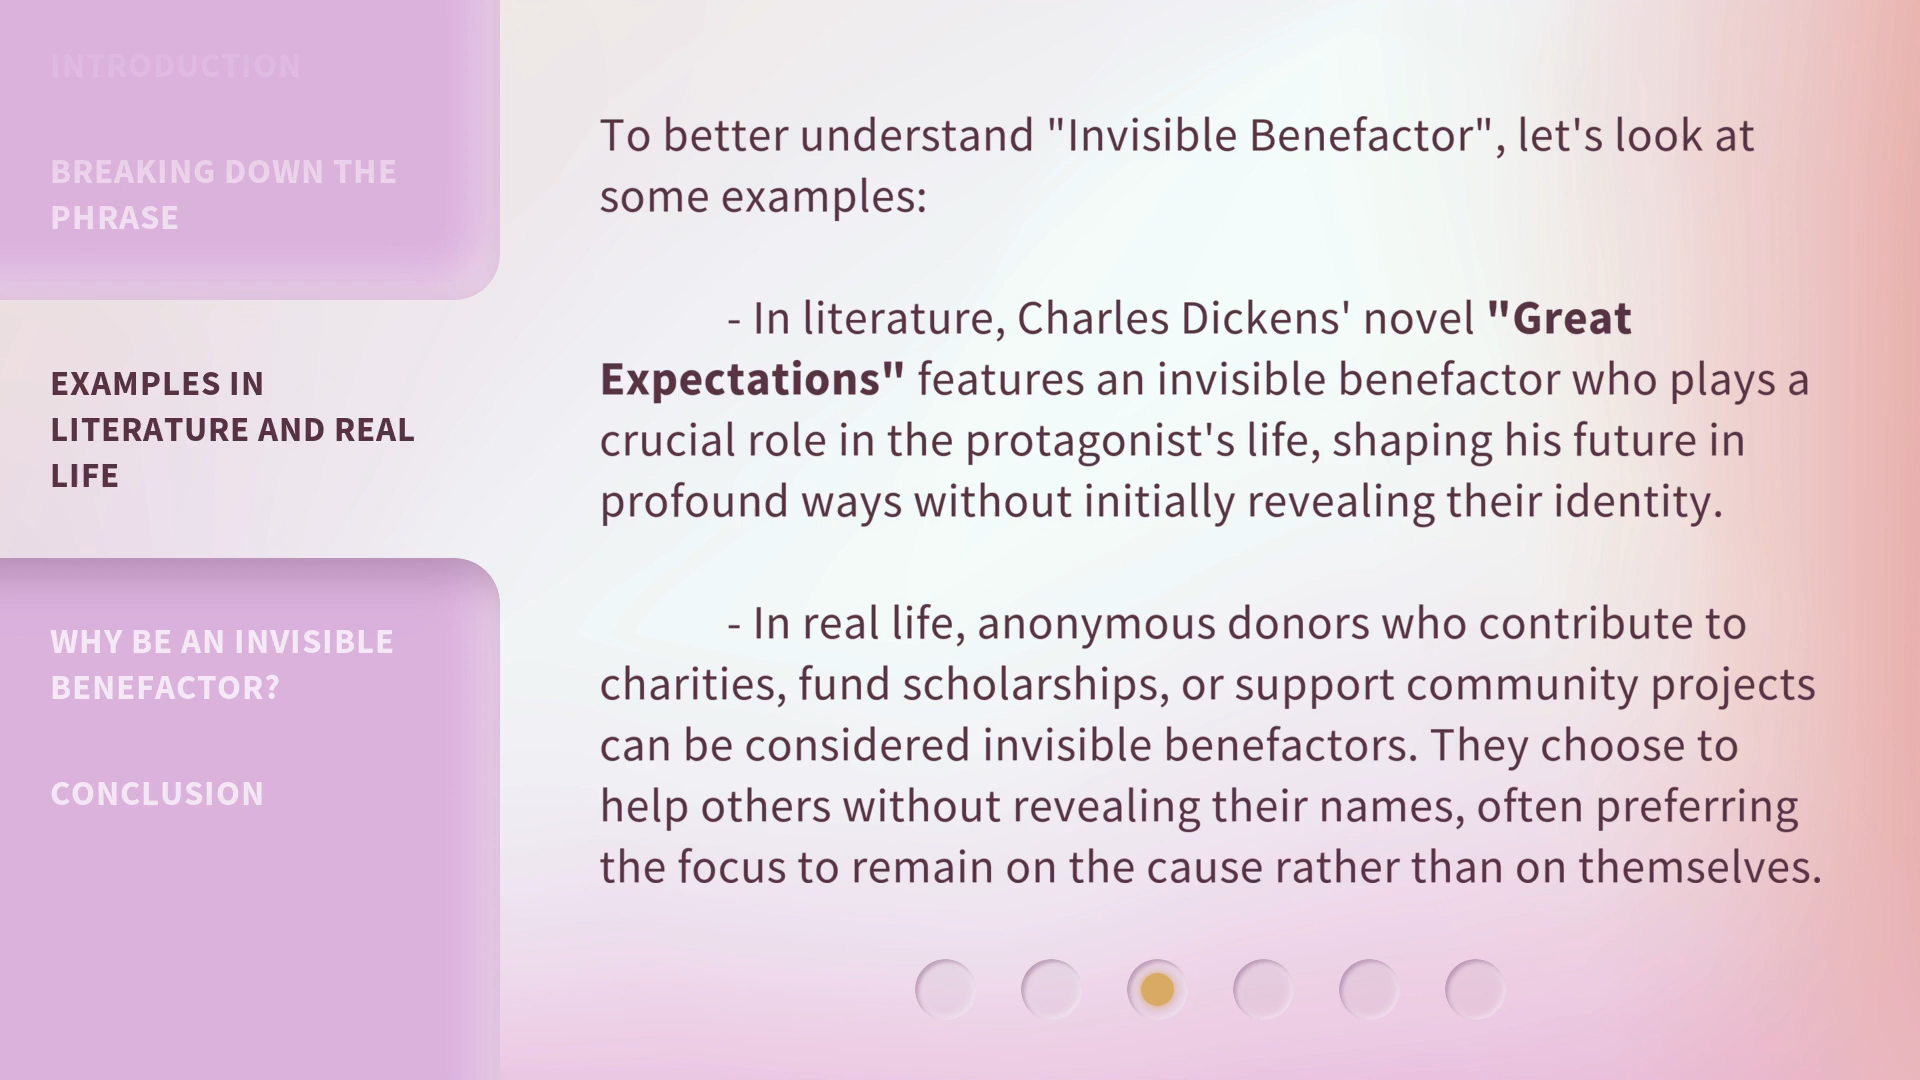 INTRODUCTION
BREAKING DOWN THE
PHRASE
EXAMPLES IN
LITERATURE AND REAL
LIFE
WHY BE AN INVISIBLE
BENEFACTOR?
CONCLUSION
To better understand "Invisible Benefactor", let's look at
some examples:
- In literature, Charles Dickens' novel "Great
Expectations" features an invisible benefactor who plays a
crucial role in the protagonist's life, shaping his future in
profound ways without initially revealing their identity.
- In real life, anonymous donors who contribute to
charities, fund scholarships, or support community projects
can be considered invisible benefactors. They choose to
help others without revealing their names, often preferring
the focus to remain on the cause rather than on themselves.